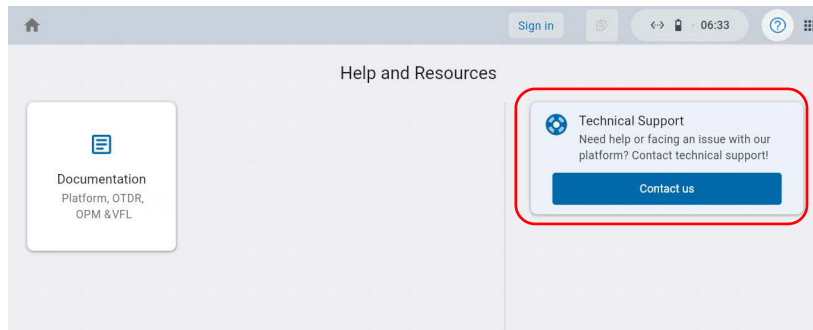 Sign in
06:33
Help and Resources
Documentation
Platform, OTDR,
OPM &VFL
Technical Support
Need help or facing an issue with our
platform? Contact technical support!
Contact us